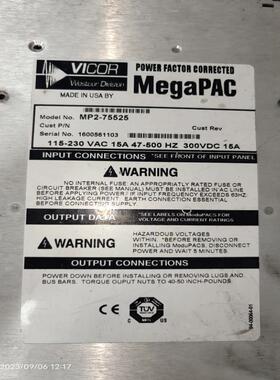 VICOR
POWER FACTOR CORRECTED
Westcor Division
MADE IN USA BY
MegaPAC
Model No. MP2-75525
Cust P/N
Cust Rev
Serial No. 1600561103
115-230 VAC 15A 47-500 HZ 300VDC 15A
INPUT CONNECTIONS *SEE FRONT OF INPUT PANEL
WARNING
NO INTERNAL FUSE: AN APPROPRIATELY RATED FUSE OR
CIRCUIT BREAKER (SEE MANUAL) MUST BE INSTALLED IN AC LINE
BEFORE APPLYING POWER. IF INPUT FREQUENCY EXCEEDS 63HZ,
HIGH LEAKAGE CURRENT. EARTH CONNECTION ESSENTIAL
BEFORE CONNECTING SUPPLY.
OUTPUT DATA
*SEE LABELS ON ModuPACS FOR
VOLTAGE AND CURRENT RATINGS
WARNING
HAZARDOUS VOLTAGES
WITHIN. *BEFORE REMOVING OR
INSTALLING ModuPACS, DISCONNECT
POWER AND WAIT 5 MINUTES.
OUTPUT CONNECTIONS
POWER DOWN BEFORE INSTALLING OR REMOVING LUGS AND
BUS BARS. TORQUE OUPUT NUTS TO 40-50 INCH-POUNDS.
TUV
CE
2023/09/06 12:17